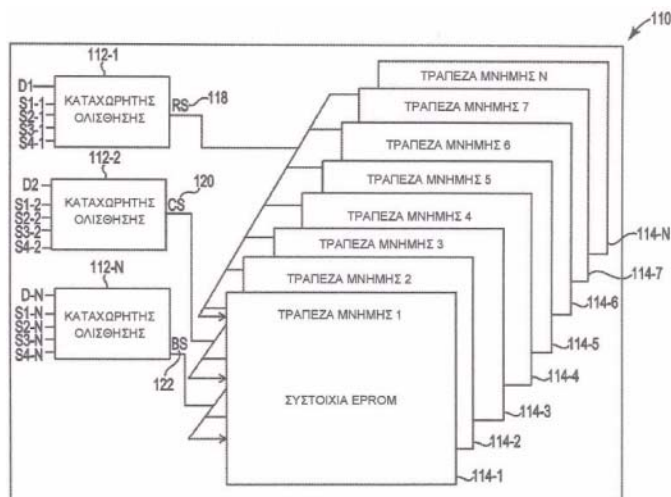 110
112-1
D1
S1-1
S2-1
S3-1
S4-1
ΚΑΤΑΧΩΡΗΤΗΣ
ΟΛΙΣΘΗΣΗΣ
RS
118
112-2
D2
S1-2
S2-2
S3-2
S4-2
ΚΑΤΑΧΩΡΗΤΗΣ
ΟΛΙΣΘΗΣΗΣ
CS
120
112-N
D-N
S1-N
S2-N
S3-N
S4-N
ΚΑΤΑΧΩΡΗΤΗΣ
ΟΛΙΣΘΗΣΗΣ
BS
122
ΤΡΑΠΕΖΑ ΜΝΗΜΗΣ N
ΤΡΑΠΕΖΑ ΜΝΗΜΗΣ 7
ΤΡΑΠΕΖΑ ΜΝΗΜΗΣ 6
ΤΡΑΠΕΖΑ ΜΝΗΜΗΣ 5
ΤΡΑΠΕΖΑ ΜΝΗΜΗΣ 4
ΤΡΑΠΕΖΑ ΜΝΗΜΗΣ 3
ΤΡΑΠΕΖΑ ΜΝΗΜΗΣ 2
ΤΡΑΠΕΖΑ ΜΝΗΜΗΣ 1
ΣΥΣΤΟΙΧΙΑ EPROM
114-N
114-7
114-6
114-5
114-4
114-3
114-2
114-1